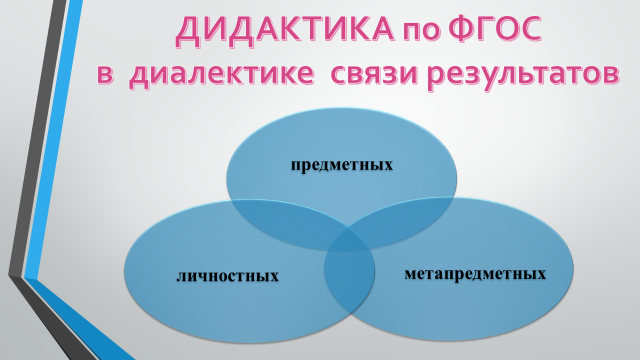 ДИДАКТИКА по ФГОС
в диалектике связи результатов
предметных
личностных
метапредметных